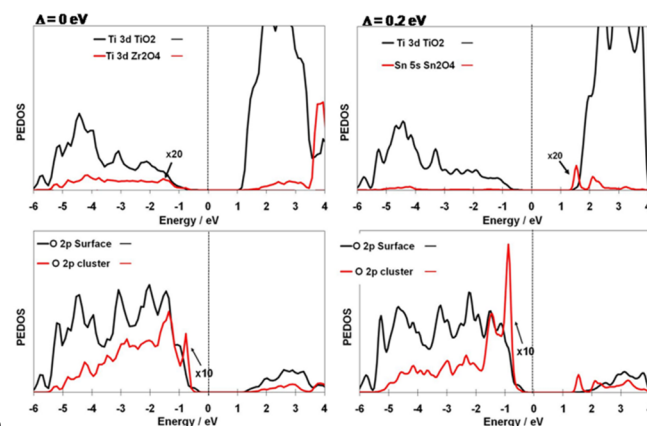 Λ = 0 eV
Ti 3d TiO2
Ti 3d Zr2O4
x20
PEDOS
-6 -5 -4 -3 -2 -1 0 1 2 3 4
Energy / eV
Λ = 0.2 eV
Ti 3d TiO2
Sn 5s Sn2O4
x20
PEDOS
-6 -5 -4 -3 -2 -1 0 1 2 3 4
Energy / eV
O 2p Surface
O 2p cluster
x10
PEDOS
-6 -5 -4 -3 -2 -1 0 1 2 3 4
Energy / eV
O 2p Surface
O 2p cluster
x10
PEDOS
-6 -5 -4 -3 -2 -1 0 1 2 3 4
Energy / eV